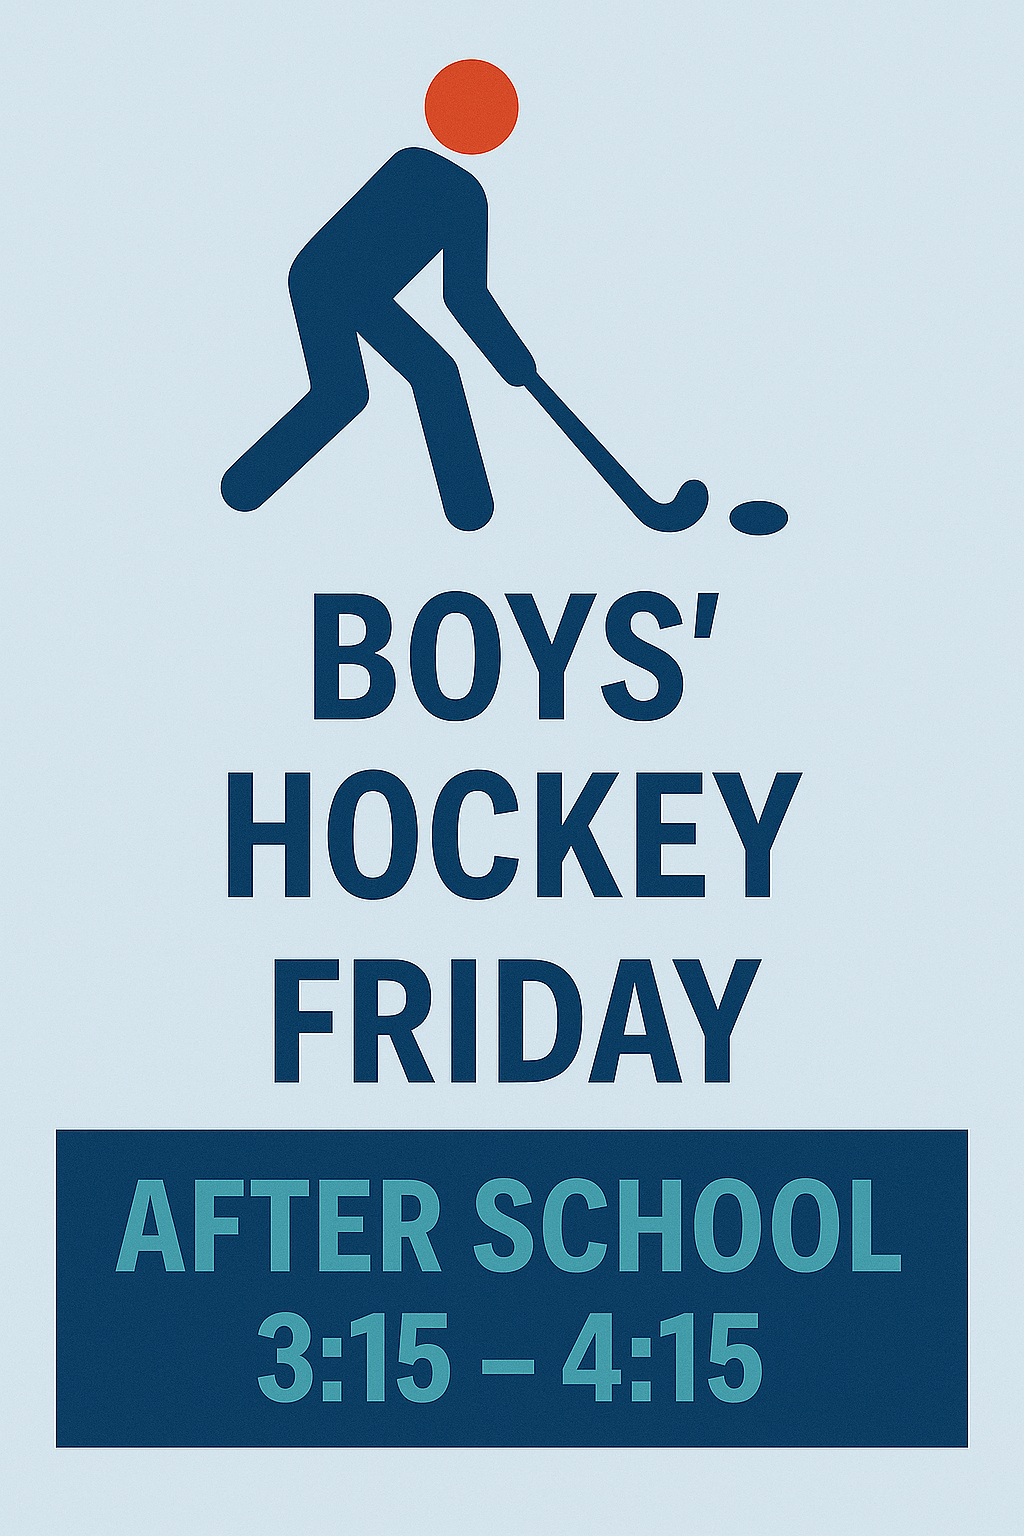 BOYS'
HOCKEY
FRIDAY
AFTER SCHOOL
3:15 – 4:15